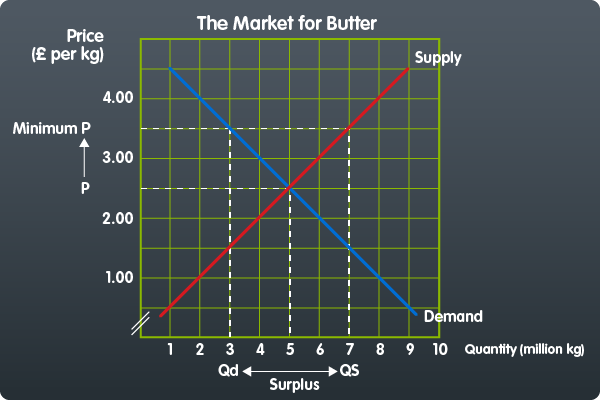 The Market for Butter
Price
(£ per kg)
Supply
4.00
Minimum P
3.00
P
2.00
1.00
Demand
1 2 3 4 5 6 7 8 9 10 Quantity (million kg)
Qd QS
Surplus